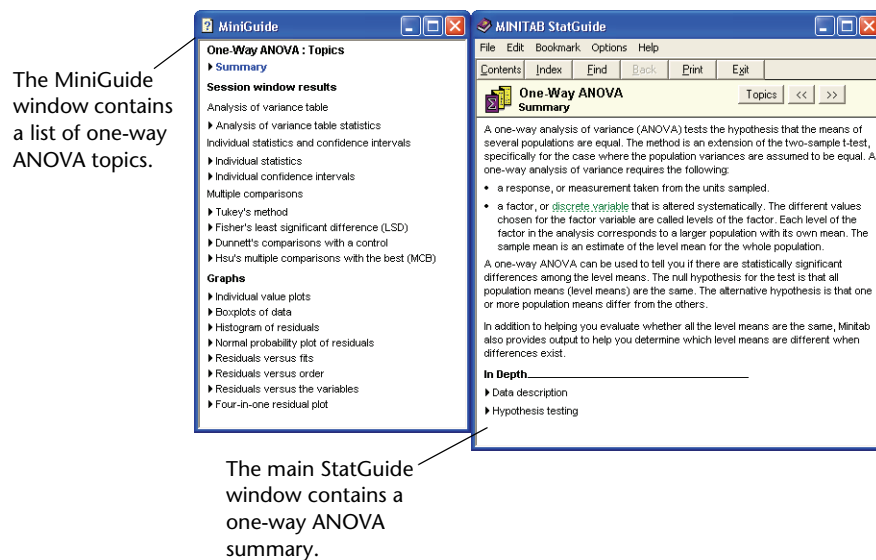 The MiniGuide
window contains
a list of one-way
ANOVA topics.
MiniGuide
One-Way ANOVA : Topics
Summary
Session window results
Analysis of variance table
Analysis of variance table statistics
Individual statistics and confidence intervals
Individual statistics
Individual confidence intervals
Multiple comparisons
Tukey's method
Fisher's least significant difference (LSD)
Dunnett's comparisons with a control
Hsu's multiple comparisons with the best (MCB)
Graphs
Individual value plots
Boxplots of data
Histogram of residuals
Normal probability plot of residuals
Residuals versus fits
Residuals versus order
Residuals versus the variables
Four-in-one residual plot
MINITAB StatGuide
File Edit Bookmark Options Help
Contents Index Find Back Print Exit
One-Way ANOVA
Summary
Topics << >>
A one-way analysis of variance (ANOVA) tests the hypothesis that the means of
several populations are equal. The method is an extension of the two-sample t-test,
specifically for the case where the population variances are assumed to be equal. A
one-way analysis of variance requires the following:
• a response, or measurement taken from the units sampled.
• a factor, or discrete variable that is altered systematically. The different values
chosen for the factor variable are called levels of the factor. Each level of the
factor in the analysis corresponds to a larger population with its own mean. The
sample mean is an estimate of the level mean for the whole population.
A one-way ANOVA can be used to tell you if there are statistically significant
differences among the level means. The null hypothesis for the test is that all
population means (level means) are the same. The alternative hypothesis is that one
or more population means differ from the others.
In addition to helping you evaluate whether all the level means are the same, Minitab
also provides output to help you determine which level means are different when
differences exist.
In Depth
Data description
Hypothesis testing
The main StatGuide
window contains a
one-way ANOVA
summary.